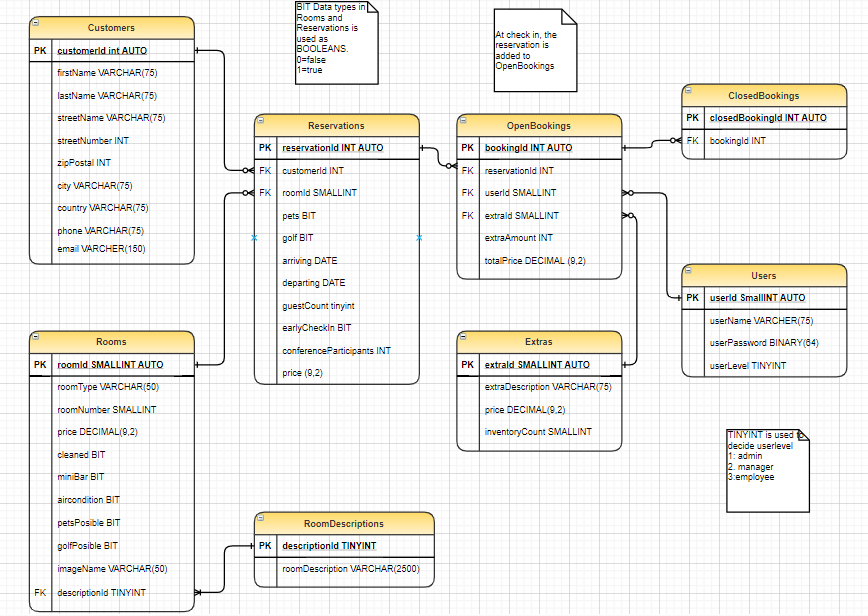 Customers
PK customerId int AUTO
firstName VARCHAR(75)
lastName VARCHAR(75)
streetName VARCHAR(75)
streetNumber INT
zipPostal INT
city VARCHAR(75)
country VARCHAR(75)
phone VARCHAR(75)
email VARCHER(150)
BIT Data types in
Rooms and
Reservations is
used as
BOOLEANS.
0=false
1=true
At check in, the
reservation is
added to
OpenBookings
Reservations
PK reservationId INT AUTO
FK customerId INT
FK roomId SMALLINT
pets BIT
golf BIT
arriving DATE
departing DATE
guestCount tinyint
earlyCheckIn BIT
conferenceParticipants INT
price (9,2)
OpenBookings
PK bookingId INT AUTO
FK reservationId INT
FK userId SMALLINT
FK extraId SMALLINT
extraAmount INT
totalPrice DECIMAL (9,2)
ClosedBookings
PK closedBookingId INT AUTO
FK bookingId INT
Users
PK userId SmallINT AUTO
userName VARCHER(75)
userPassword BINARY(64)
userLevel TINYINT
Rooms
PK roomId SMALLINT AUTO
roomType VARCHAR(50)
roomNumber SMALLINT
price DECIMAL(9,2)
cleaned BIT
miniBar BIT
aircondition BIT
petsPosible BIT
golfPosible BIT
imageName VARCHAR(50)
FK descriptionId TINYINT
Extras
PK extraId SMALLINT AUTO
extraDescription VARCHAR(75)
price DECIMAL(9,2)
inventoryCount SMALLINT
TINYINT is used to
decide userlevel
1: admin
2. manager
3:employee
RoomDescriptions
PK descriptionId TINYINT
roomDescription VARCHAR(2500)